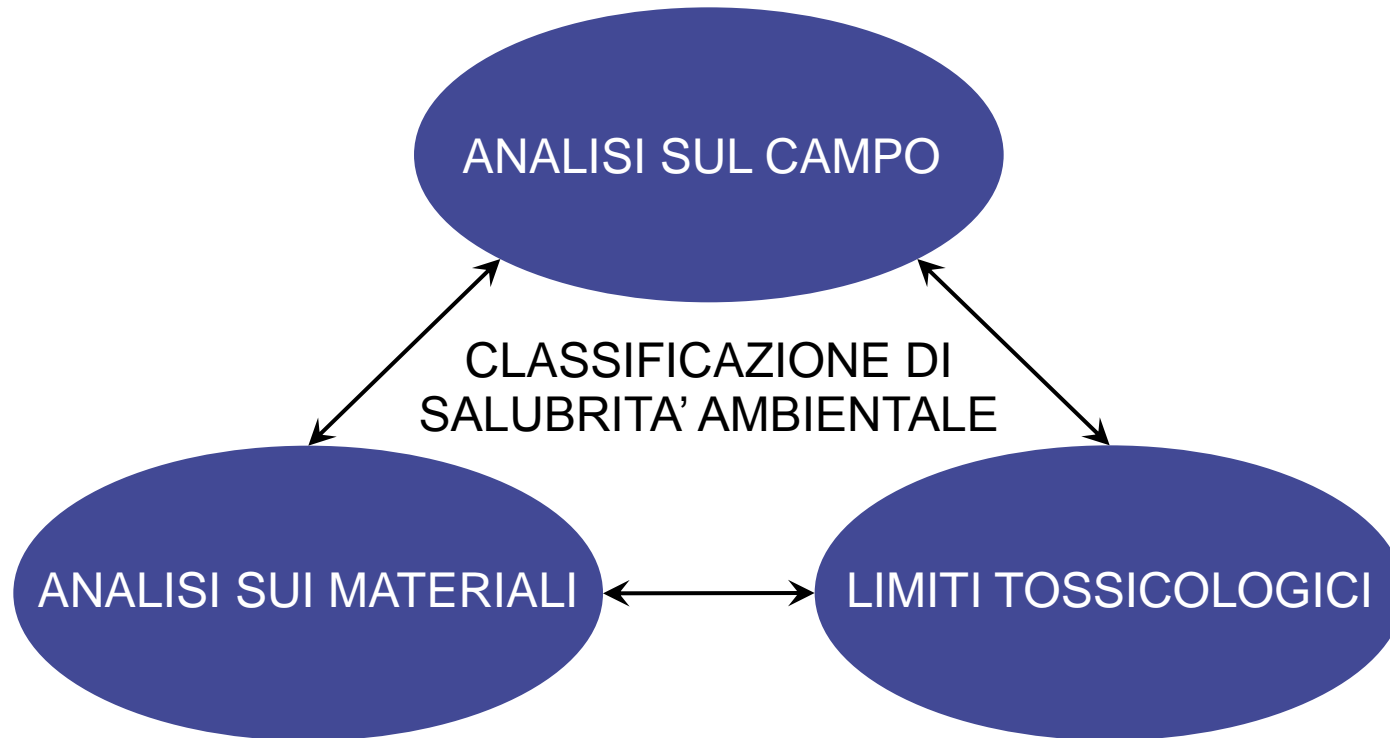 ANALISI SUL CAMPO
CLASSIFICAZIONE DI
SALUBRITA’ AMBIENTALE
ANALISI SUI MATERIALI
LIMITI TOSSICOLOGICI